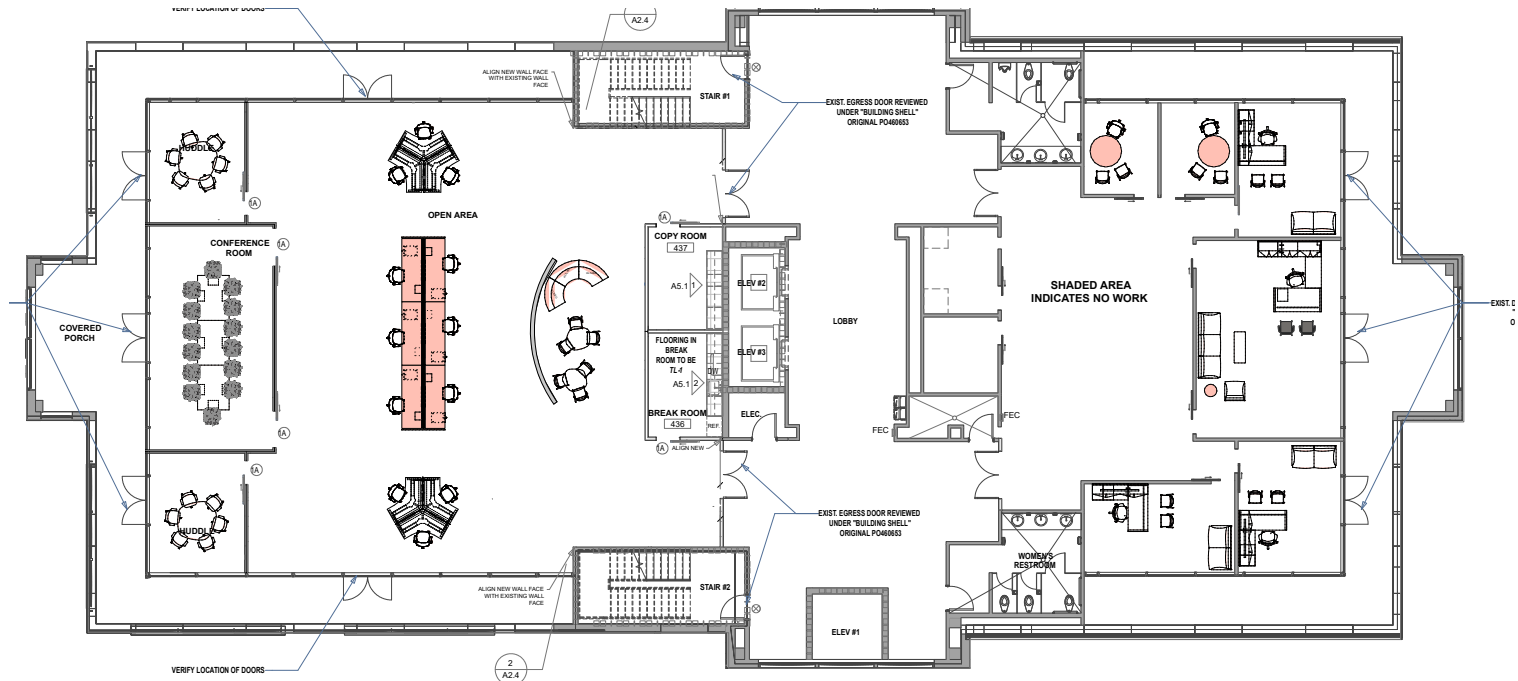 VERIFY LOCATION OF DOORS
A2.4
ALIGN NEW WALL FACE
WITH EXISTING WALL
FACE
STAIR #1
EXIST. EGRESS DOOR REVIEWED
UNDER "BUILDING SHELL"
ORIGINAL PO460653
HUDDLE
1A
OPEN AREA
CONFERENCE
ROOM
1A
1A
COPY ROOM
437
A5.1
1
ELEV #2
SHADED AREA
INDICATES NO WORK
LOBBY
COVERED
PORCH
FLOORING IN
BREAK
ROOM TO BE
TL4
ELEV #3
DW
A5.1
2
BREAK ROOM
436
REF.
ELEC.
FEC
FEC
EXIST. D
O
1A
1A
1A
ALIGN NEW
HUDDLE
EXIST. EGRESS DOOR REVIEWED
UNDER "BUILDING SHELL"
ORIGINAL PO460653
WOMEN'S
RESTROOM
ALIGN NEW WALL FACE
WITH EXISTING WALL
FACE
STAIR #2
ELEV #1
VERIFY LOCATION OF DOORS
2
A2.4